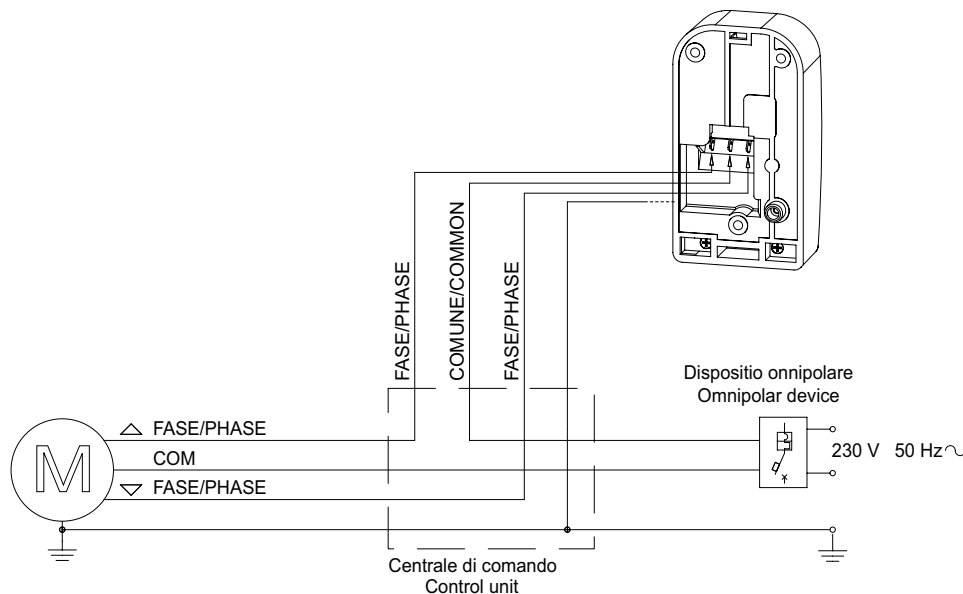 FASE/PHASE
COMUNE/COMMON
FASE/PHASE
Dispositio onnipolare
Omnipolar device
230 V 50 Hz
M
FASE/PHASE
COM
FASE/PHASE
Centrale di comando
Control unit